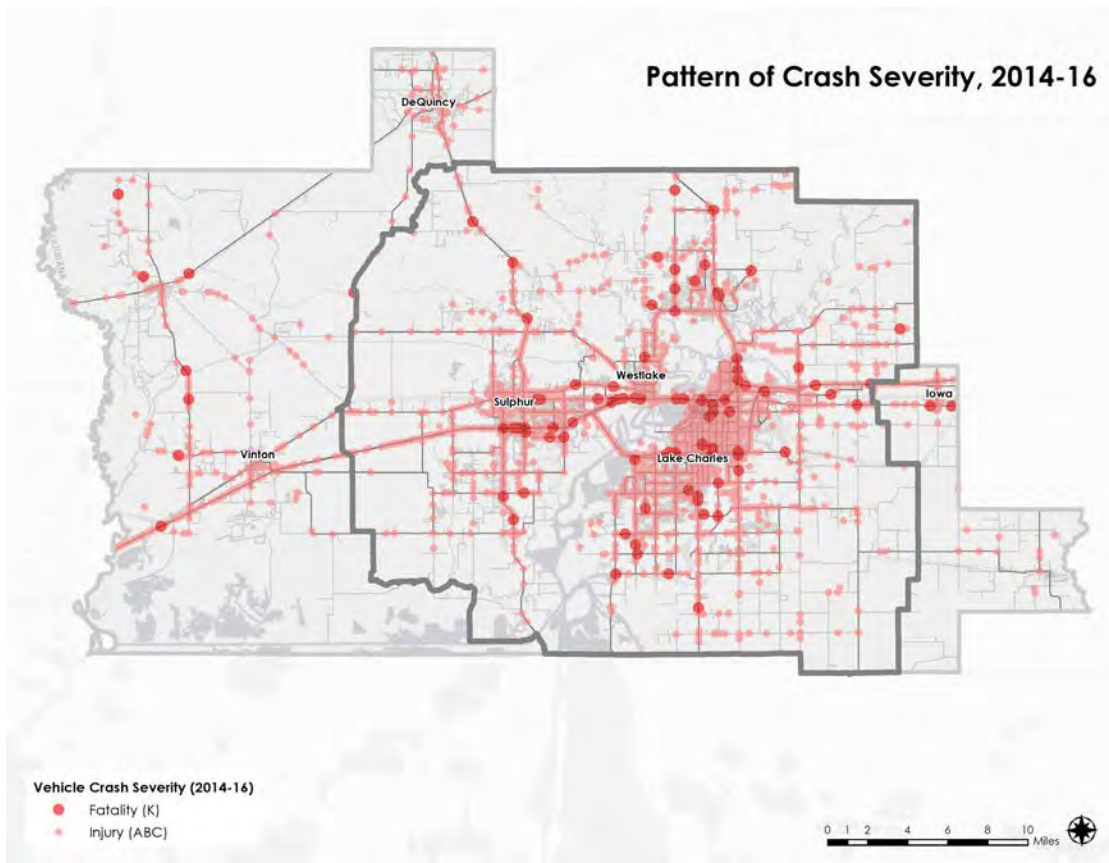 Pattern of Crash Severity, 2014-16
DeQuincy
Westlake
Sulphur
Iowa
Vinton
Lake Charles
Vehicle Crash Severity (2014-16)
Fatality (K)
Injury (ABC)
0 1 2 4 6 8 10
Miles